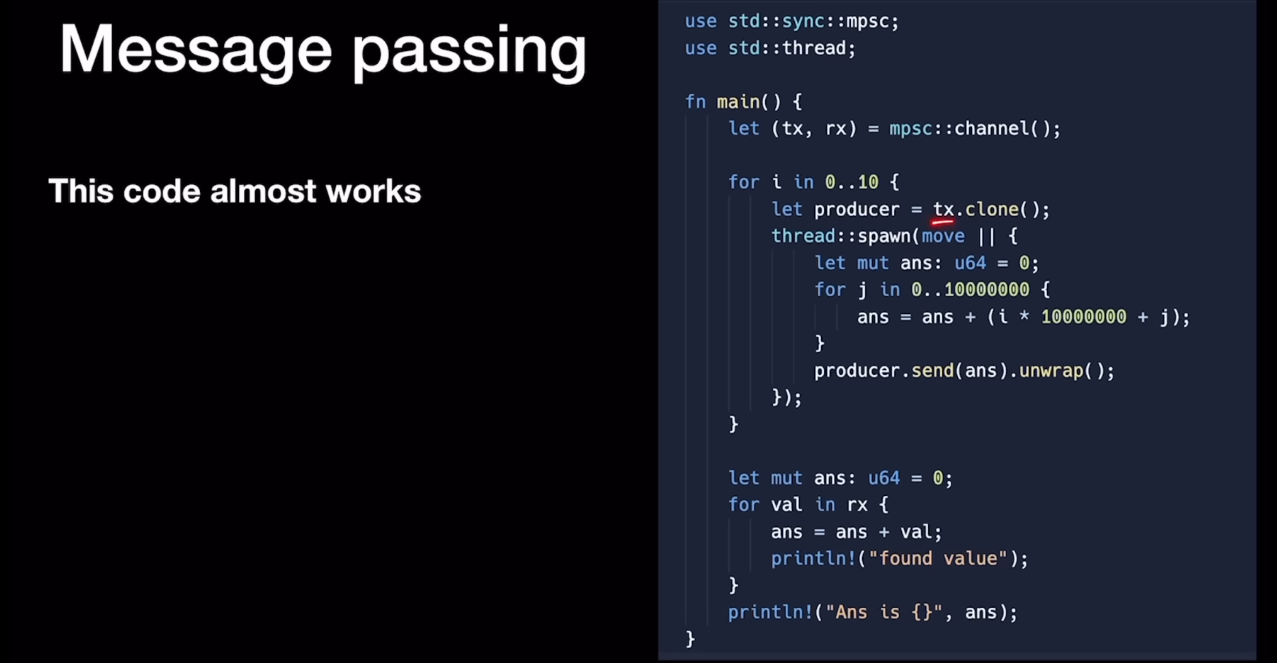 Message passing
This code almost works
use std::sync::mpsc;
use std::thread;
fn main() {
let (tx, rx) = mpsc::channel();
for i in 0..10 {
let producer = tx.clone();
thread::spawn(move || {
let mut ans: u64 = 0;
for j in 0..10000000 {
ans = ans + (i * 10000000 + j);
}
producer.send(ans).unwrap();
});
}
let mut ans: u64 = 0;
for val in rx {
ans = ans + val;
println!("found value");
}
println!("Ans is {}", ans);
}